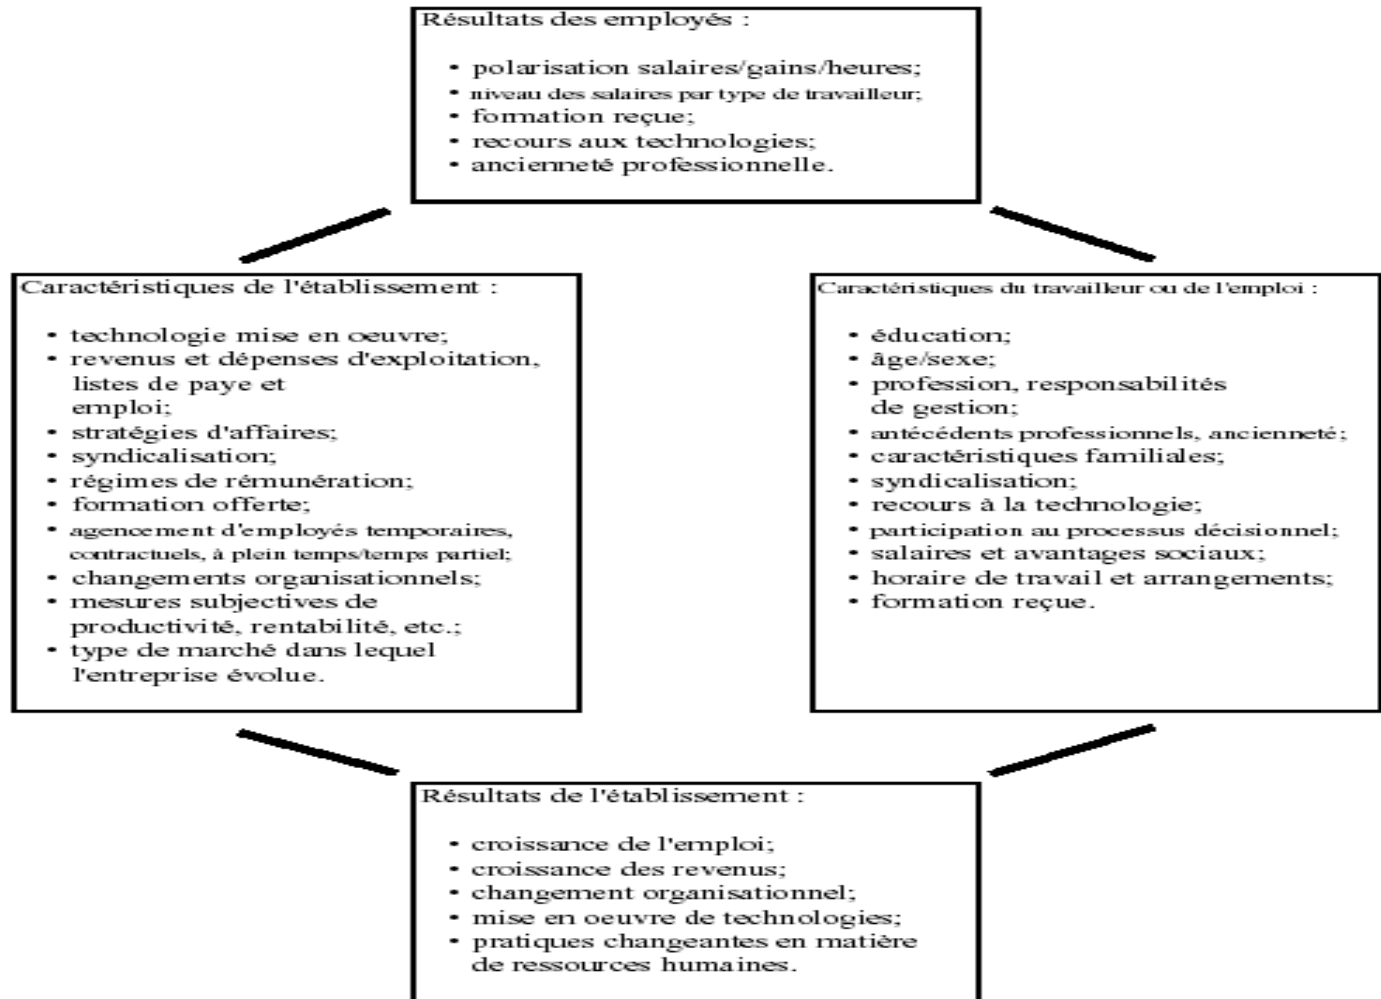 Résultats des employés :
• polarisation salaires/gains/heures;
• niveau des salaires par type de travailleur;
• formation reçue;
• recours aux technologies;
• ancienneté professionnelle.
Caractéristiques de l'établissement :
• technologie mise en oeuvre;
• revenus et dépenses d'exploitation,
listes de paye et
emploi;
• stratégies d'affaires;
• syndicalisation;
• régimes de rémunération;
• formation offerte;
• agencement d'employés temporaires,
contractuels, à plein temps/temps partiel;
• changements organisationnels;
• mesures subjectives de
productivité, rentabilité, etc.;
• type de marché dans lequel
l'entreprise évolue.
Caractéristiques du travailleur ou de l'emploi :
• éducation;
• âge/sexe;
• profession, responsabilités
de gestion;
• antécédents professionnels, ancienneté;
• caractéristiques familiales;
• syndicalisation;
• recours à la technologie;
• participation au processus décisionnel;
• salaires et avantages sociaux;
• horaire de travail et arrangements;
• formation reçue.
Résultats de l'établissement :
• croissance de l'emploi;
• croissance des revenus;
• changement organisationnel;
• mise en oeuvre de technologies;
• pratiques changeantes en matière
de ressources humaines.